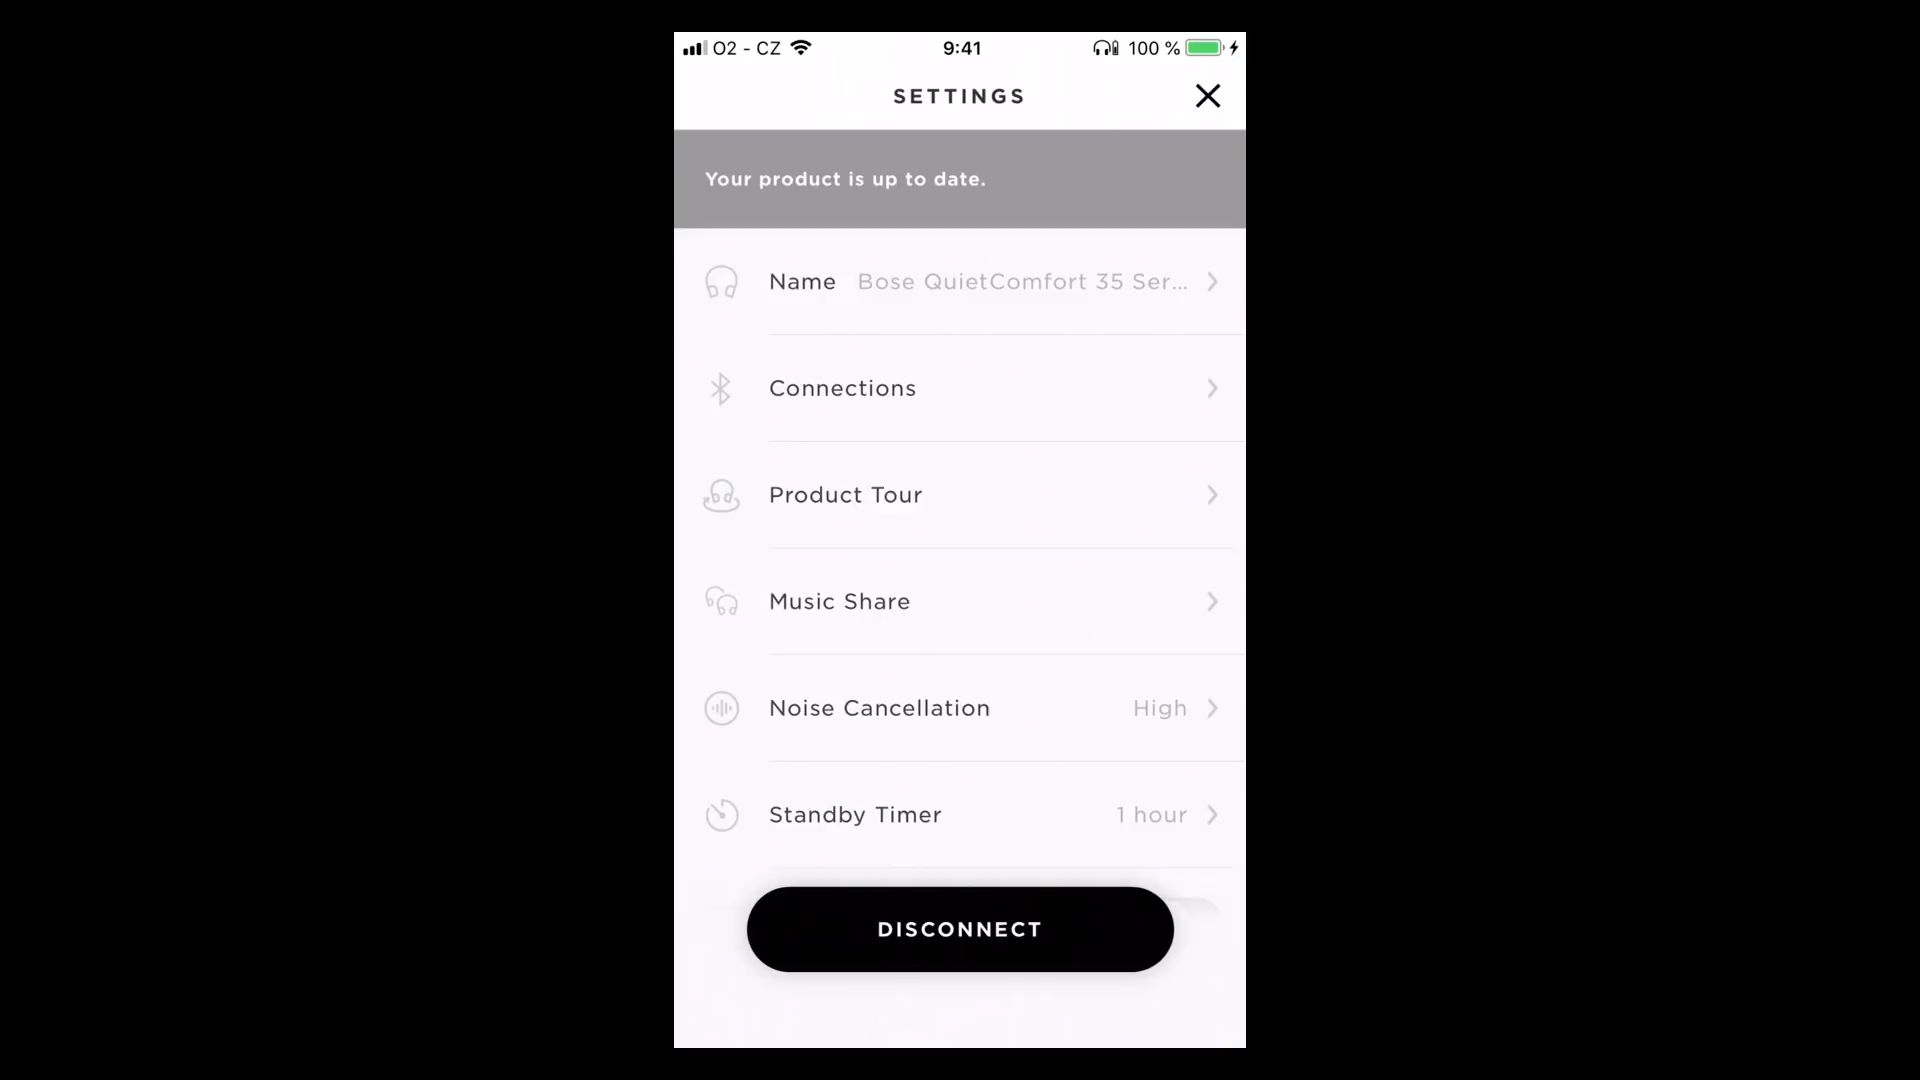 O2 - CZ 9:41 100 %
SETTINGS
Your product is up to date.
Name Bose QuietComfort 35 Ser...
Connections
Product Tour
Music Share
Noise Cancellation High
Standby Timer 1 hour
DISCONNECT